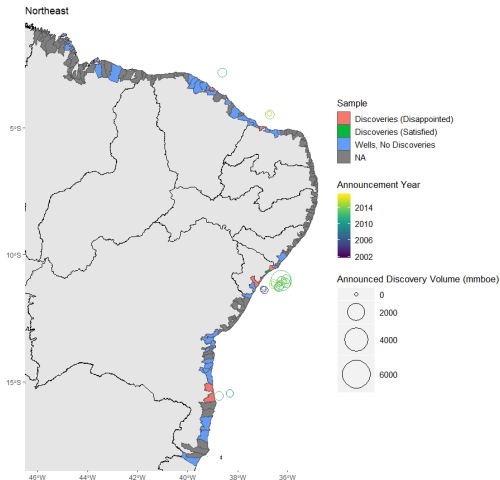 Northeast
5°S
10°S
15°S
46°W
44°W
42°W
40°W
38°W
36°W
Sample
Discoveries (Disappointed)
Discoveries (Satisfied)
Wells, No Discoveries
NA
Announcement Year
2014
2010
2006
2002
Announced Discovery Volume (mmboe)
0
2000
4000
6000